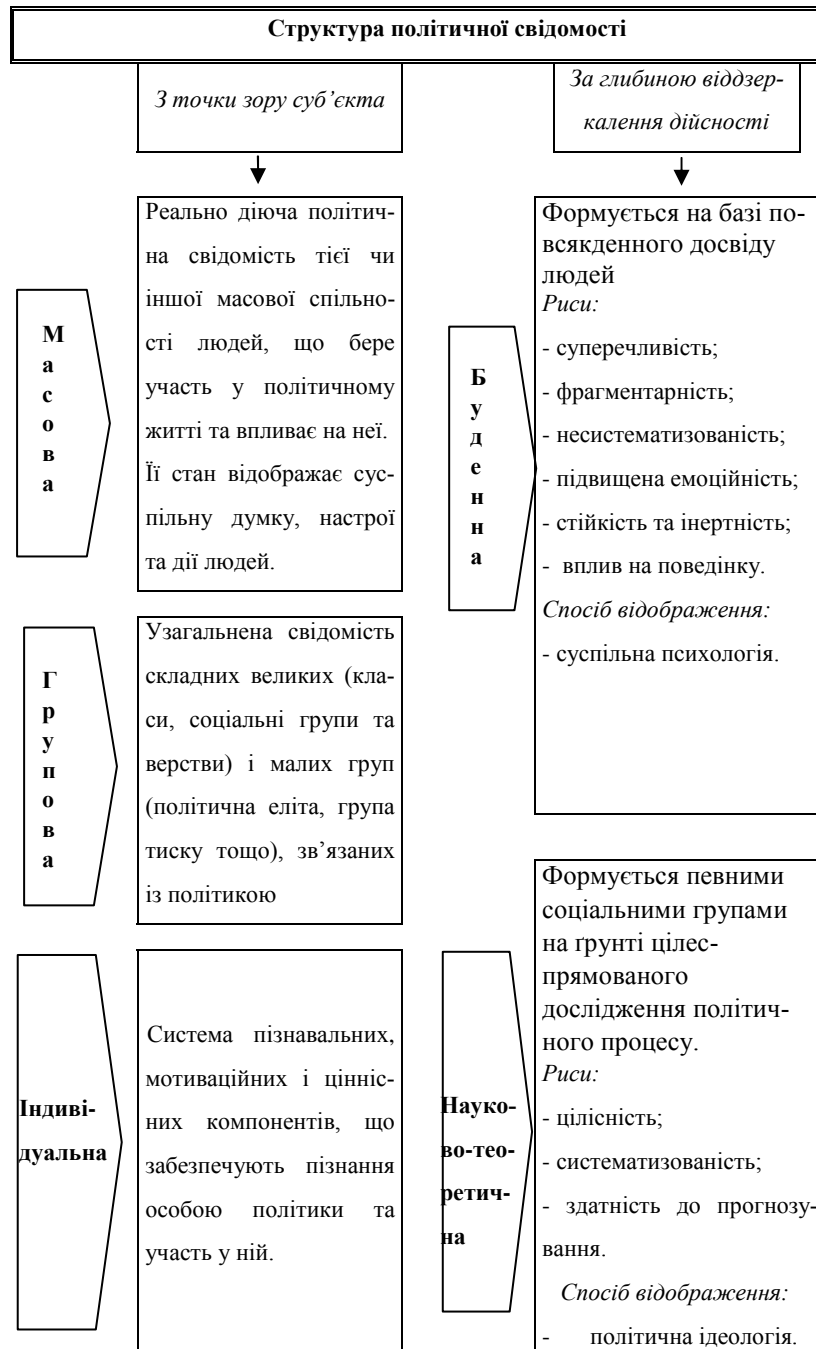 Структура політичної свідомості
З точки зору суб’єкта
За глибиною віддзер-
калення дійсності
Масова
Реально діюча політич-
на свідомість тієї чи
іншої масової спільно-
сті людей, що бере
участь у політичному
житті та впливає на неї.
Її стан відображає сус-
пільну думку, настрої
та дії людей.
Групова
Узагальнена свідомість
складних великих (кла-
си, соціальні групи та
верстви) і малих груп
(політична еліта, група
тиску тощо), зв’язаних
із політикою
Індиві-
дуальна
Система пізнавальних,
мотиваційних і цінніс-
них компонентів, що
забезпечують пізнання
особою політики та
участь у ній.
Буденна
Формується на базі по-
всякденного досвіду
людей
Риси:
- суперечливість;
- фрагментарність;
- несистематизованість;
- підвищена емоційність;
- стійкість та інертність;
- вплив на поведінку.
Спосіб відображення:
- суспільна психологія.
Науко-
во-тео-
ретич-
на
Формується певними
соціальними групами
на ґрунті цілес-
прямованого
дослідження політич-
ного процесу.
Риси:
- цілісність;
- систематизованість;
- здатність до прогнозу-
вання.
Спосіб відображення:
- політична ідеологія.